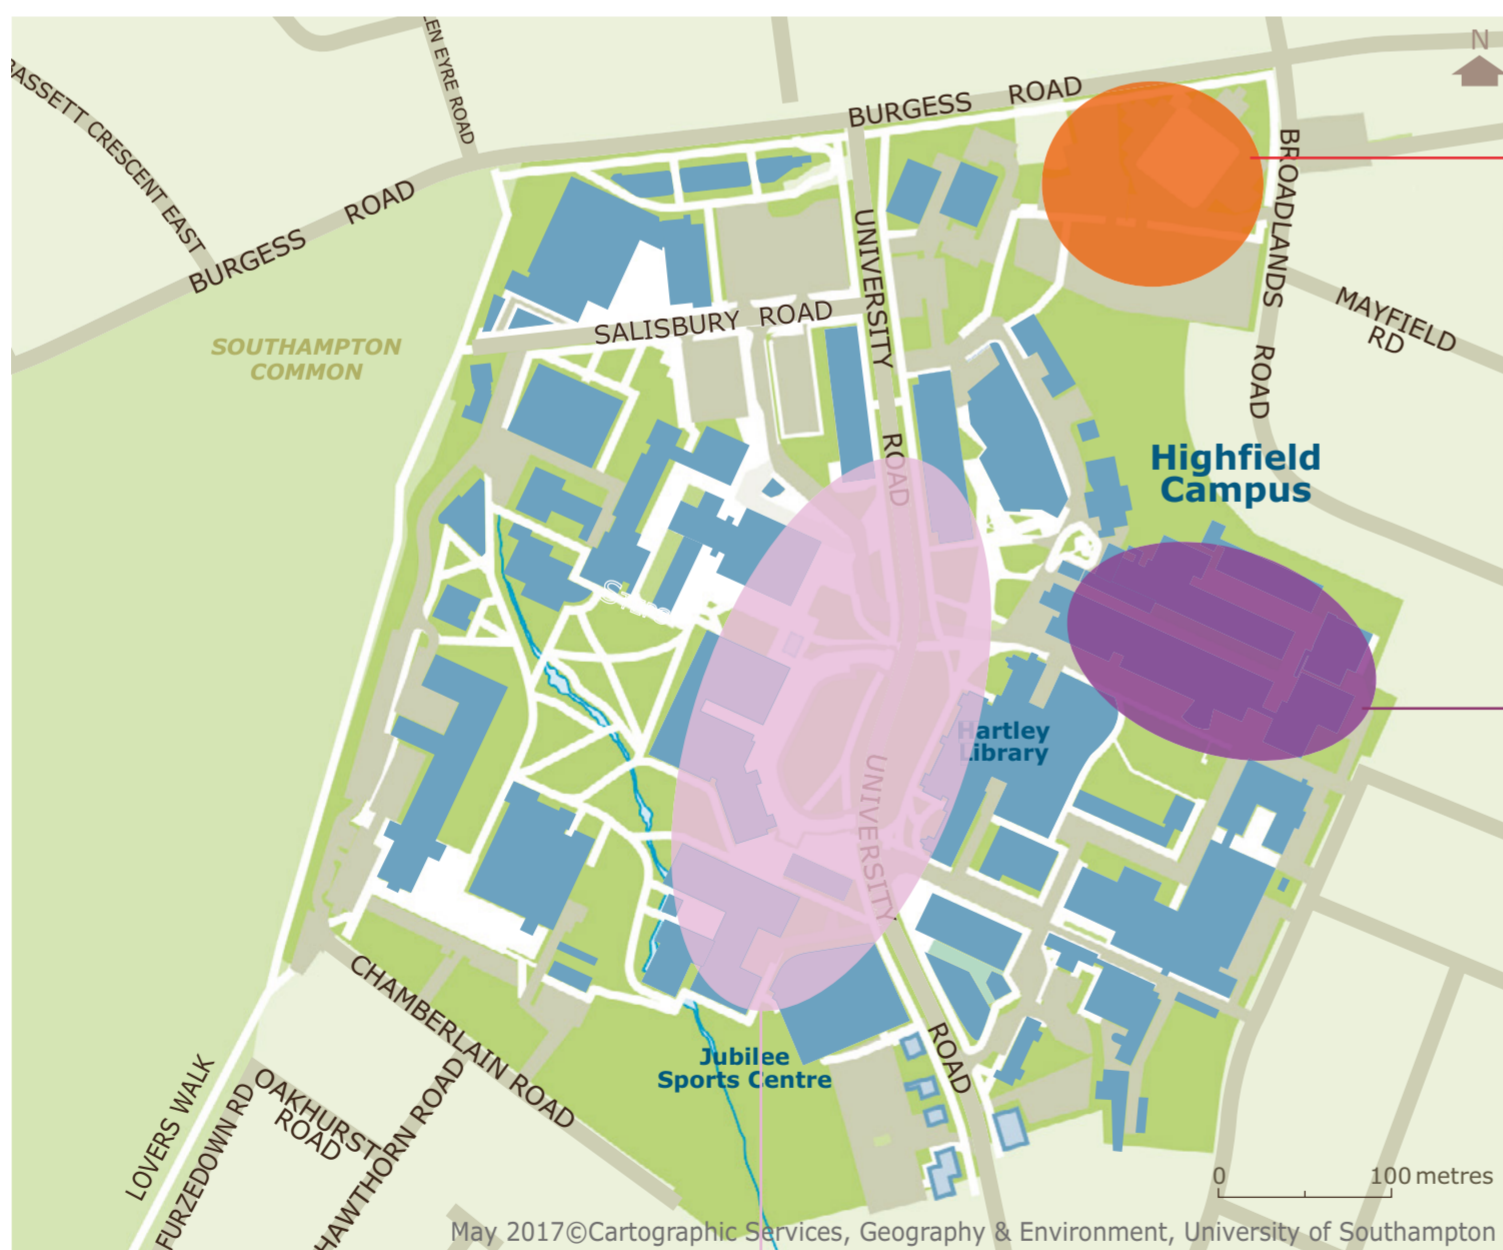 N
BURGESS ROAD
BASSETT CRESCENT EAST
EN EYRE ROAD
BURGESS ROAD
BROADLANDS
ROAD
UNIVERSITY
ROAD
SALISBURY ROAD
MAYFIELD
RD
SOUTHAMPTON
COMMON
Highfield
Campus
Hartley
Library
UNIVERSITY
ROAD
CHAMBERLAIN ROAD
Jubilee
Sports Centre
LOVERS WALK
FURZEDOWN RD
OAKHURST
ROAD
HAWTHORN ROAD
0 100 metres
May 2017©Cartographic Services, Geography & Environment, University of Southampton